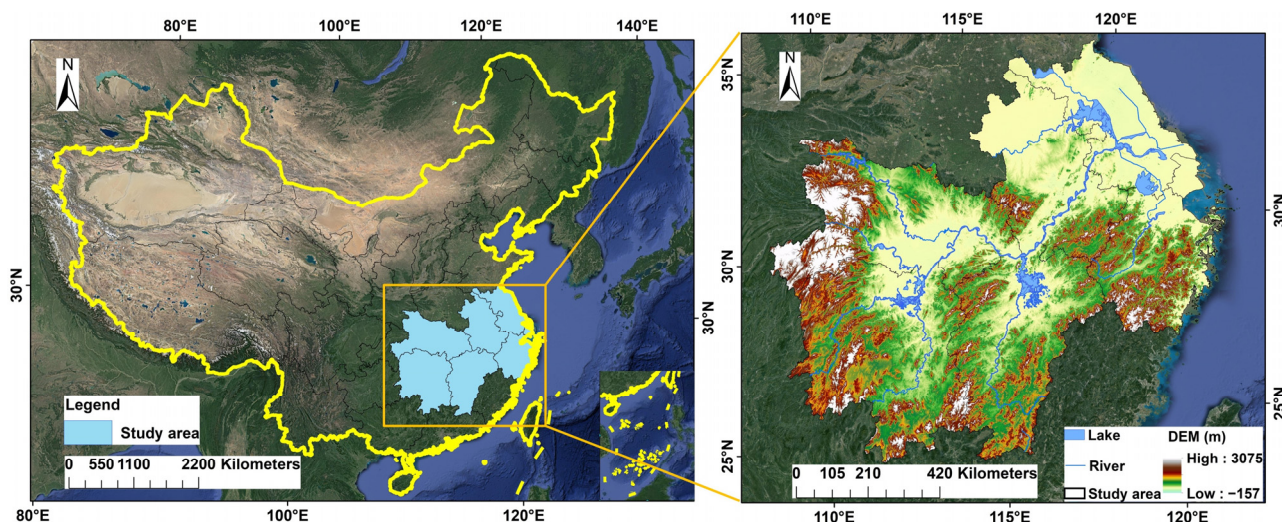 80°E 100°E 120°E 140°E
N
30°N
30°N
Legend
Study area
0 550 1100 2200 Kilometers
80°E 100°E 120°E
110°E 115°E 120°E
N
35°N
30°N
30°N
25°N
25°N
Lake
River
Study area
DEM (m)
High : 3075
Low : −157
0 105 210 420 Kilometers
110°E 115°E 120°E